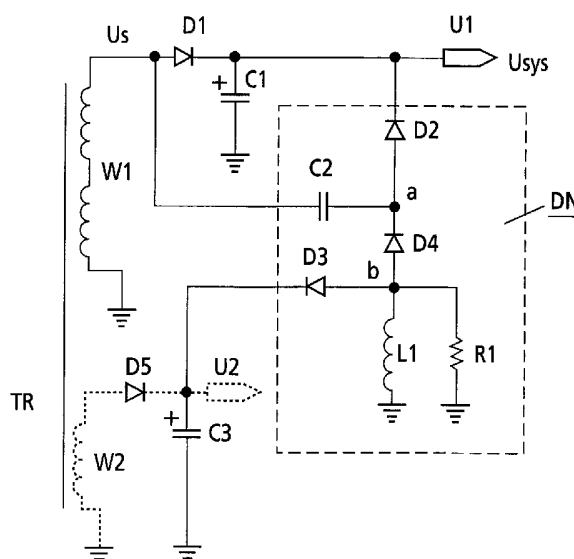 Us
D1
U1
+
C1
Usys
D2
W1
C2
a
DN
D3
D4
b
D5
U2
L1
R1
TR
+
C3
W2